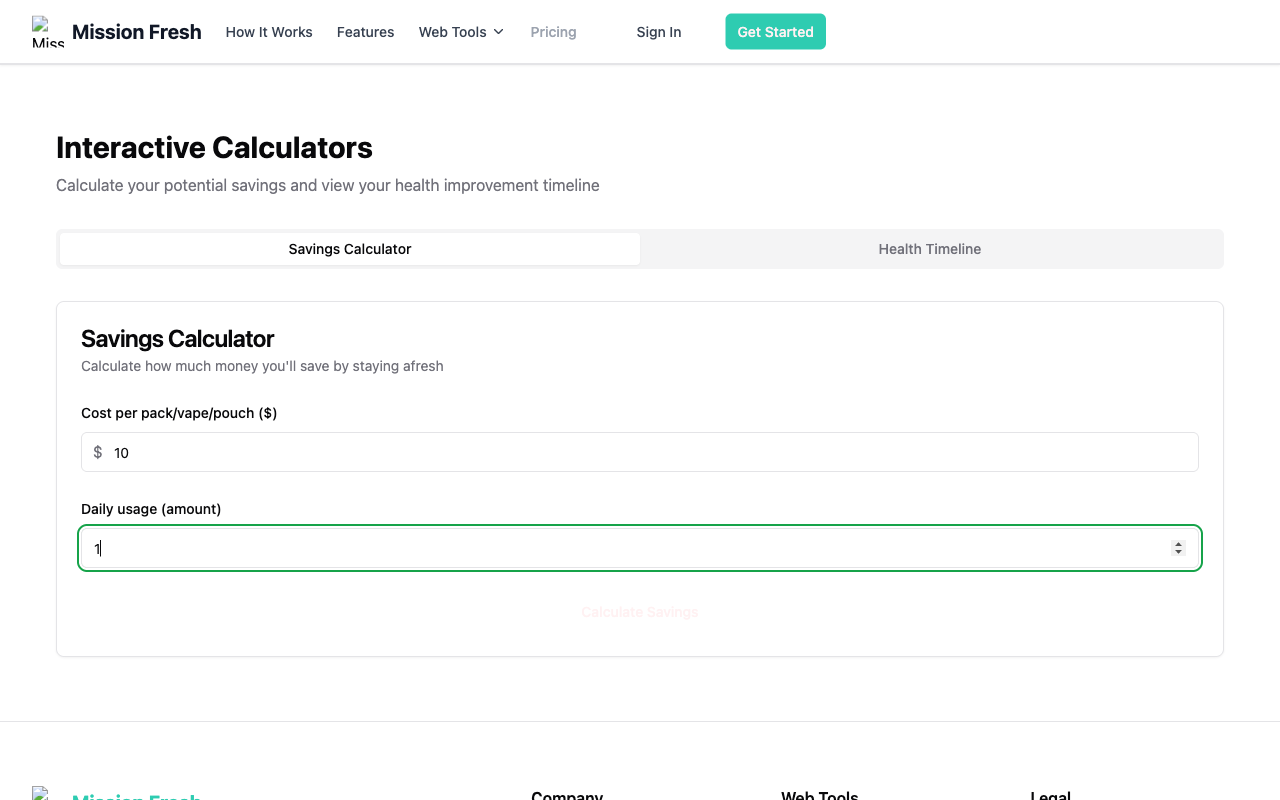 Miss Mission Fresh How It Works Features Web Tools Pricing Sign In Get Started
Interactive Calculators
Calculate your potential savings and view your health improvement timeline
Savings Calculator Health Timeline
Savings Calculator
Calculate how much money you'll save by staying afresh
Cost per pack/vape/pouch ($)
$ 10
Daily usage (amount)
1
Calculate Savings
Mission Fresh Company Web Tools Legal